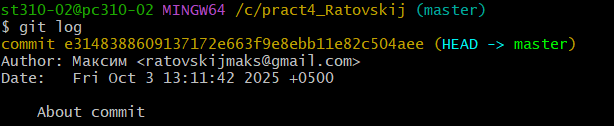 st310-02@pc310-02 MINGW64 /c/pract4_Ratovskij (master)
$ git log
commit e3148388609137172e663f9e8ebb11e82c504aee (HEAD -> master)
Author: Максим <ratovskijmaks@gmail.com>
Date:   Fri Oct 3 13:11:42 2025 +0500
    About commit